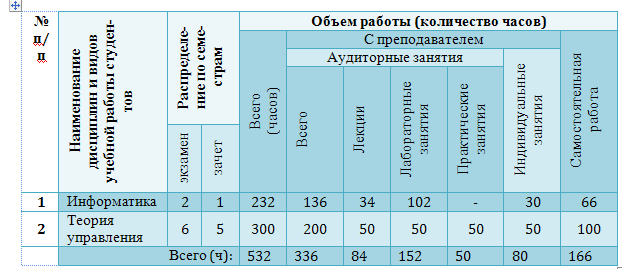 № п/п
Наименование дисциплин и видов учебной работы студен-тов
Распределе-ние по семе-страм
Объем работы (количество часов)
С преподавателем
Аудиторные занятия
экзамен
зачет
Всего (часов)
Всего
Лекции
Лабораторные занятия
Практические занятия
Индивидуальные занятия
Самостоятельная работа
1 Информатика 2 1 232 136 34 102 - 30 66
2 Теория управления 6 5 300 200 50 50 50 50 100
Всего (ч): 532 336 84 152 50 80 166